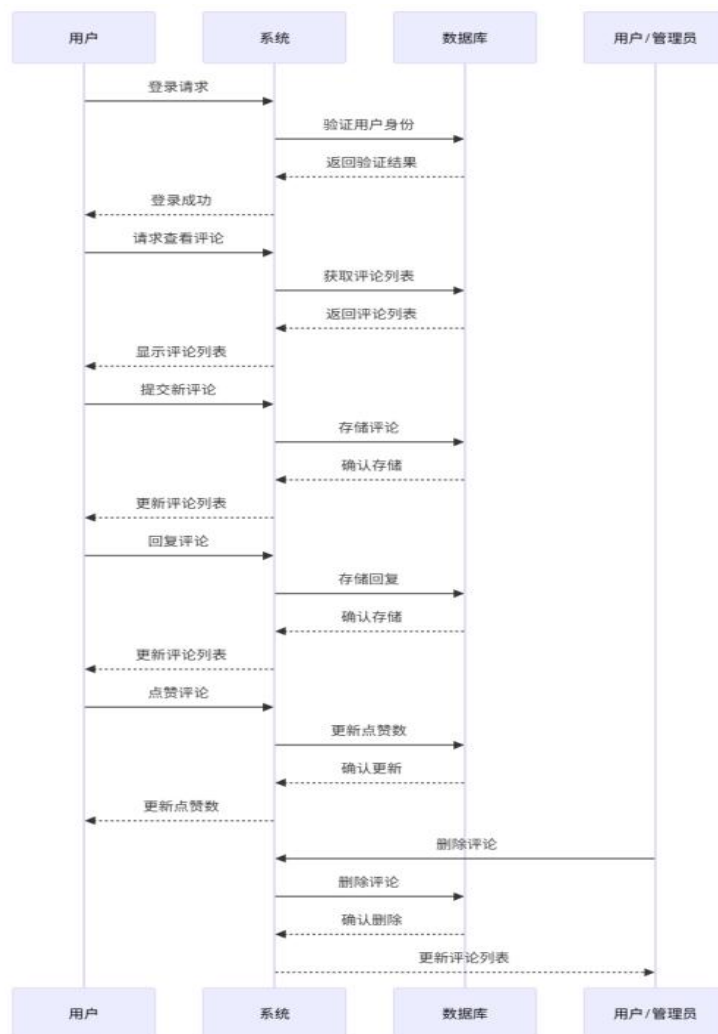 用户 系统 数据库 用户/管理员
登录请求
验证用户身份
返回验证结果
登录成功
请求查看评论
获取评论列表
返回评论列表
显示评论列表
提交新评论
存储评论
确认存储
更新评论列表
回复评论
存储回复
确认存储
更新评论列表
点赞评论
更新点赞数
确认更新
更新点赞数
删除评论
删除评论
确认删除
更新评论列表
用户 系统 数据库 用户/管理员